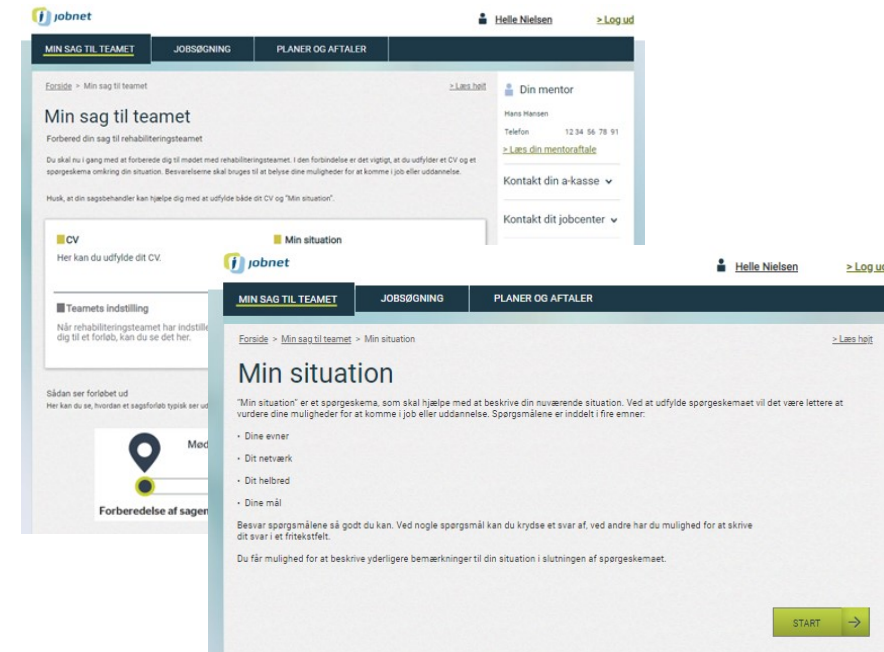 jobnet
Helle Nielsen
> Log ud
MIN SAG TIL TEAMET
JOBSØGNING
PLANER OG AFTALER
Forside > Min sag til teamet
> Læs højt
Min sag til teamet
Forbered din sag til rehabiliteringsteamet
Du skal nu i gang med at forberede dig til mødet med rehabiliteringsteamet. I den forbindelse er det vigtigt, at du udfylder et CV og et
spørgeskema omkring din situation. Besvarelserne skal bruges til at belyse dine muligheder for at komme i job eller uddannelse.
Husk, at din sagsbehandler kan hjælpe dig med at udfylde både dit CV og "Min situation".
CV
Her kan du udfylde dit CV.
Min situation
Teamets indstilling
Når rehabiliteringsteamet har indstille
dig til et forløb, kan du se det her.
Sådan ser forløbet ud
Her kan du se, hvordan et sagsforløb typisk ser ud
Mød
Forberedelse af sagen
Din mentor
Hans Hansen
Telefon 12 34 56 78 91
> Læs din mentoraftale
Kontakt din a-kasse
Kontakt dit jobcenter
jobnet
Helle Nielsen
> Log ud
MIN SAG TIL TEAMET
JOBSØGNING
PLANER OG AFTALER
Forside > Min sag til teamet > Min situation
> Læs højt
Min situation
"Min situation" er et spørgeskema, som skal hjælpe med at beskrive din nuværende situation. Ved at udfylde spørgeskemaet vil det være lettere at
vurdere dine muligheder for at komme i job eller uddannelse. Spørgsmålene er inddelt i fire emner:
• Dine evner
• Dit netværk
• Dit helbred
• Dine mål
Besvar spørgsmålene så godt du kan. Ved nogle spørgsmål kan du krydse et svar af, ved andre har du mulighed for at skrive
dit svar i et fritekstfelt.
Du får mulighed for at beskrive yderligere bemærkninger til din situation i slutningen af spørgeskemaet.
START